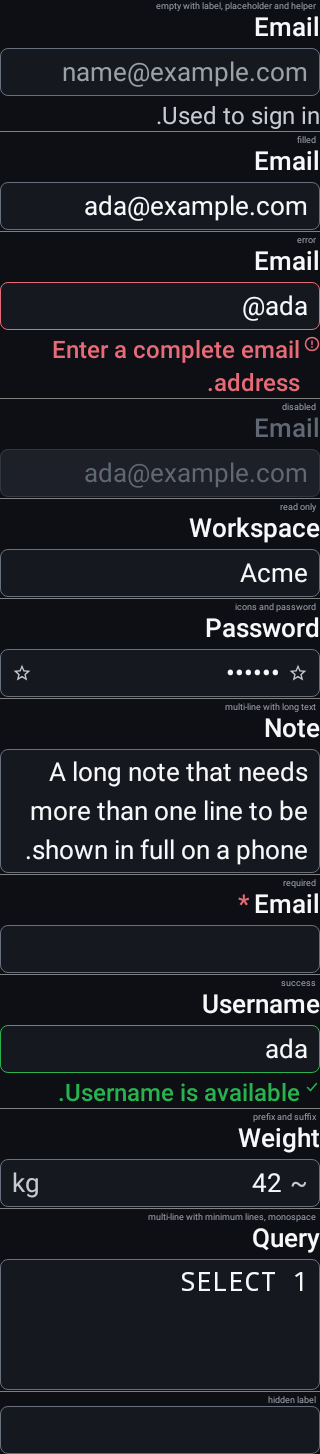 empty with label, placeholder and helper
Email
name@example.com
.Used to sign in
filled
Email
ada@example.com
error
Email
@ada
Enter a complete email
.address
disabled
Email
ada@example.com
read only
Workspace
Acme
icons and password
Password
••••••
multi-line with long text
Note
A long note that needs
more than one line to be
.shown in full on a phone
required
* Email
success
Username
ada
.Username is available
prefix and suffix
Weight
kg 42 ~
multi-line with minimum lines, monospace
Query
SELECT 1
hidden label